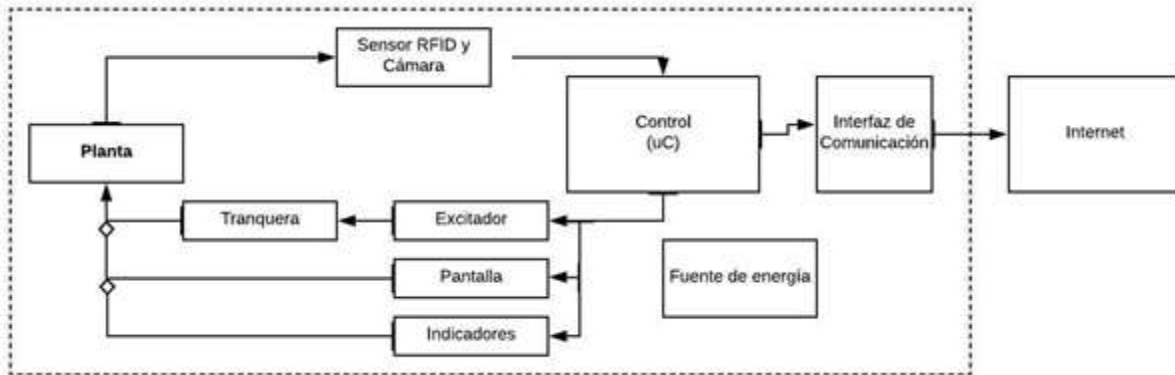 Sensor RFID y
Cámara
Control
(uC)
Interfaz de
Comunicación
Internet
Planta
Tranquera
Excitador
Pantalla
Fuente de energía
Indicadores